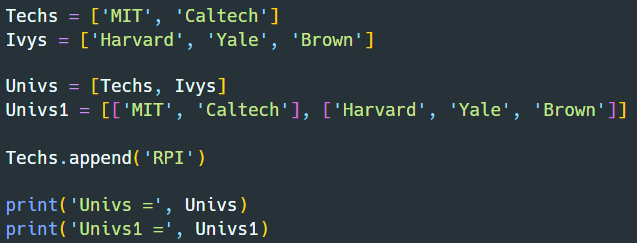 Techs = ['MIT', 'Caltech']
Ivys = ['Harvard', 'Yale', 'Brown']
Univs = [Techs, Ivys]
Univs1 = [['MIT', 'Caltech'], ['Harvard', 'Yale', 'Brown']]
Techs.append('RPI')
print('Univs =', Univs)
print('Univs1 =', Univs1)